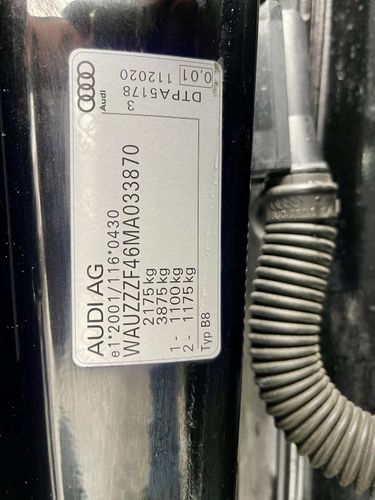 AUDI AG
e1*2001/116*0430
WAUZZZF46MA033870
2175 kg
3875 kg
1 - 1100 kg
2 - 1175 kg
Typ B8
Audi
3
DTPA5178
112020
0,01